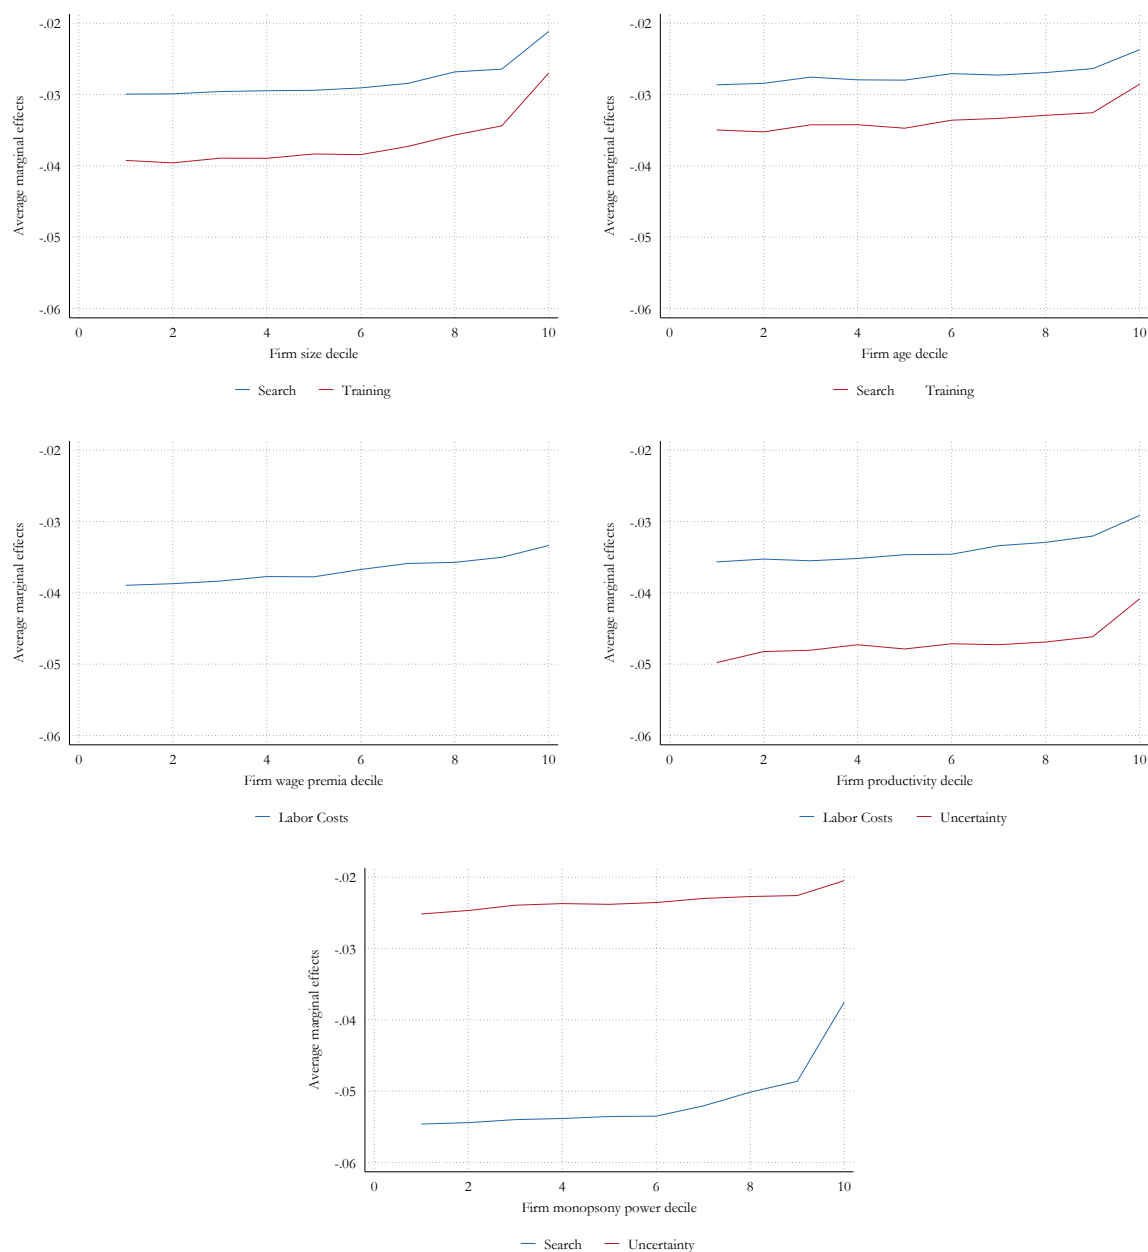 Average marginal effects
-.02
-.03
-.04
-.05
-.06
0 2 4 6 8 10
Firm size decile
Search Training
Average marginal effects
-.02
-.03
-.04
-.05
-.06
0 2 4 6 8 10
Firm age decile
Search Training
Average marginal effects
-.02
-.03
-.04
-.05
-.06
0 2 4 6 8 10
Firm wage premia decile
Labor Costs
Average marginal effects
-.02
-.03
-.04
-.05
-.06
0 2 4 6 8 10
Firm productivity decile
Labor Costs Uncertainty
Average marginal effects
-.02
-.03
-.04
-.05
-.06
0 2 4 6 8 10
Firm monopsony power decile
Search Uncertainty